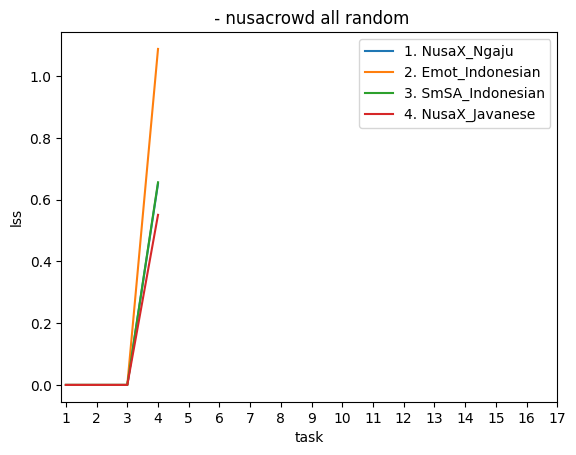 - nusacrowd all random
1. NusaX_Ngaju
2. Emot_Indonesian
3. SmSA_Indonesian
4. NusaX_Javanese
lss
1.0
0.8
0.6
0.4
0.2
0.0
1 2 3 4 5 6 7 8 9 10 11 12 13 14 15 16 17
task